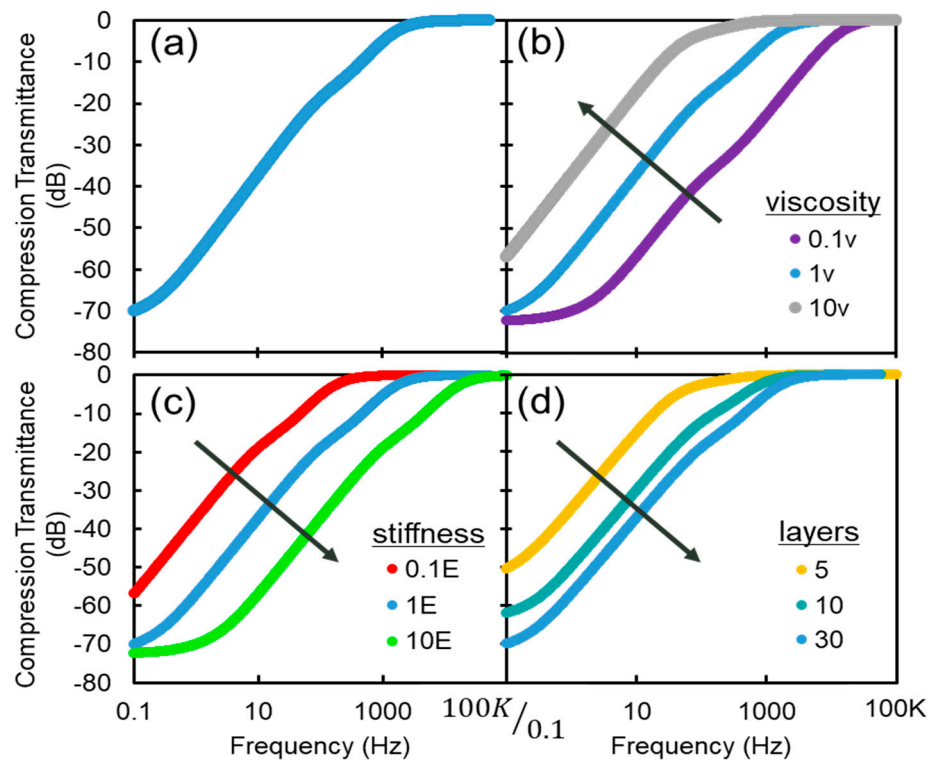 Compression Transmittance
(dB)
0
-10
-20
-30
-40
-50
-60
-70
-80
(a)
(b)
viscosity
0.1v
1v
10v
Compression Transmittance
(dB)
0
-10
-20
-30
-40
-50
-60
-70
-80
(c)
stiffness
0.1E
1E
10E
(d)
layers
5
10
30
0.1
10
1000
100K/0.1
10
1000
100K
Frequency (Hz)
Frequency (Hz)